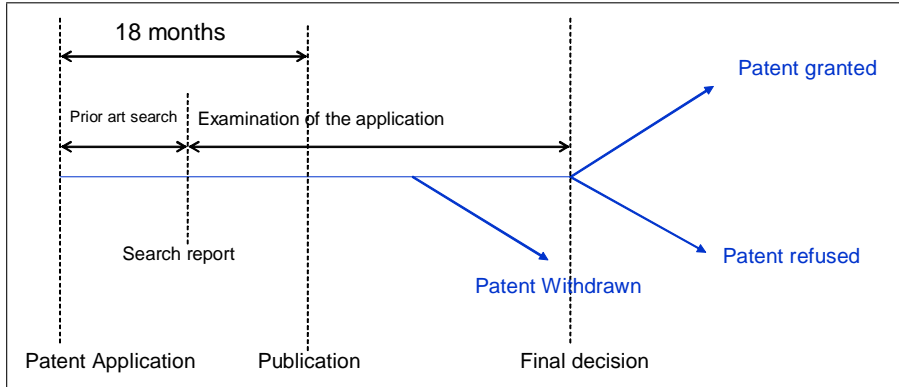 18 months
Patent granted
Prior art search
Examination of the application
Search report
Patent refused
Patent Withdrawn
Patent Application
Publication
Final decision